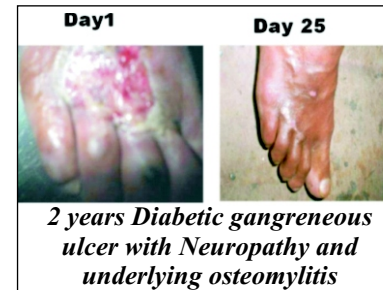 Day1
Day 25
2 years Diabetic gangreneous
ulcer with Neuropathy and
underlying osteomylitis